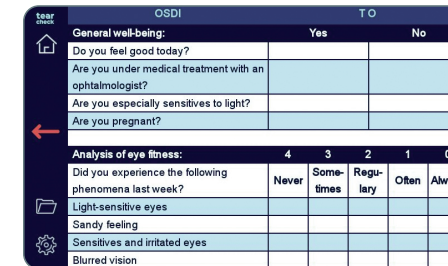 tear
check
OSDI TO
General well-being: Yes No
Do you feel good today?
Are you under medical treatment with an
ophtalmologist?
Are you especially sensitives to light?
Are you pregnant?
Analysis of eye fitness: 4 3 2 1 0
Did you experience the following
phenomena last week?
Never Some-
times Regu-
lary Often Alw
Light-sensitive eyes
Sandy feeling
Sensitives and irritated eyes
Blurred vision